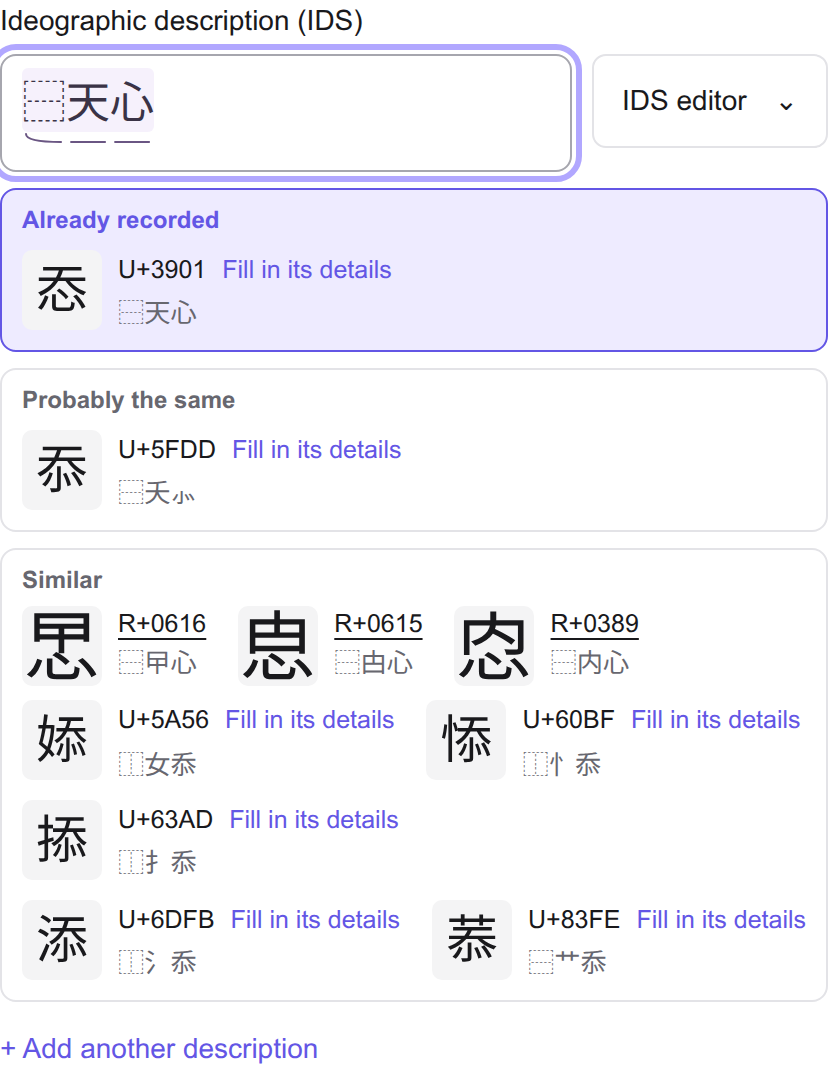 Ideographic description (IDS)
⿱天心
IDS editor
Already recorded
㤁 U+3901 Fill in its details
⿱天心
Probably the same
忝 U+5FDD Fill in its details
⿱天⺗
Similar
R+0616 R+0615 R+0389
⿱曱心 ⿱甴心 ⿱内心
婖 U+5A56 Fill in its details 悿 U+60BF Fill in its details
⿰女忝 ⿰忄忝
掭 U+63AD Fill in its details
⿰扌忝
添 U+6DFB Fill in its details 菾 U+83FE Fill in its details
⿰氵忝 ⿱艹忝
+ Add another description